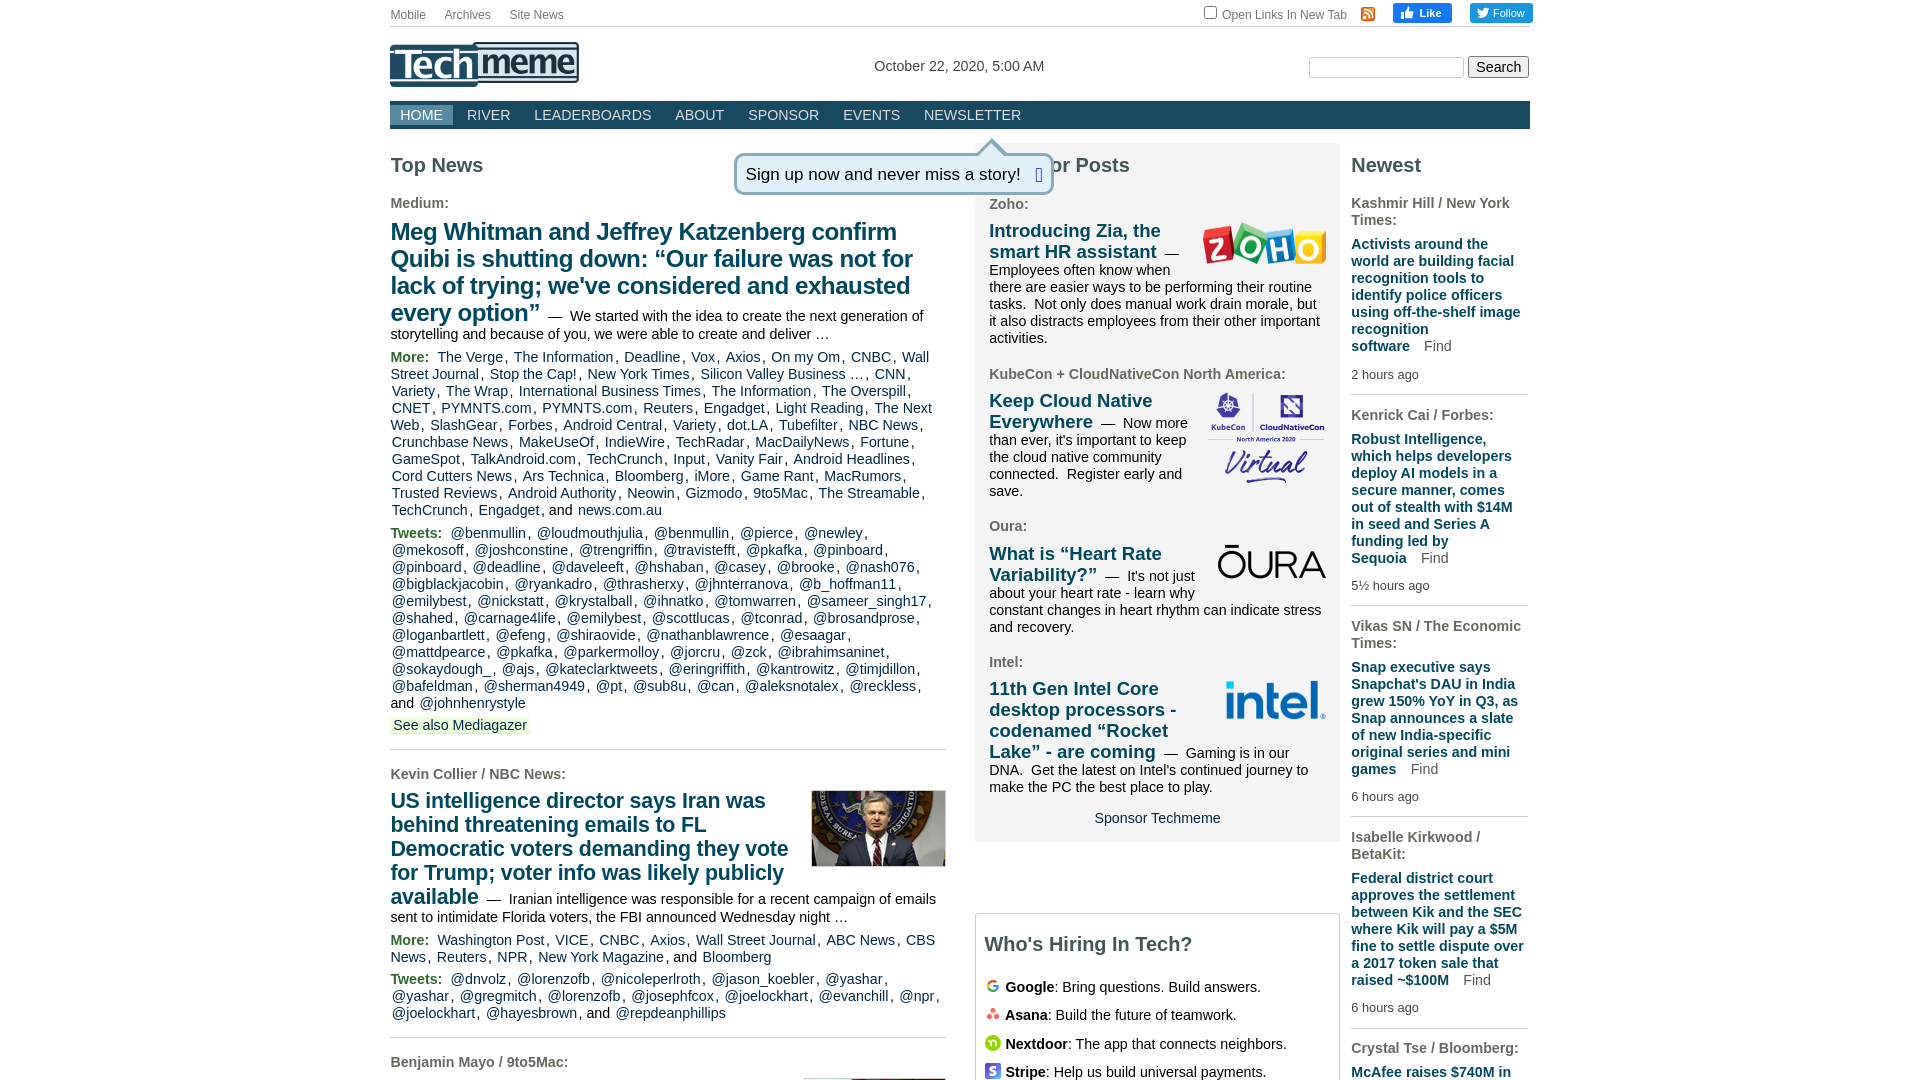 Mobile Archives Site News
Open Links In New Tab
Like
Follow
Techmeme
October 22, 2020, 5:00 AM
Search
HOME RIVER LEADERBOARDS ABOUT SPONSOR EVENTS NEWSLETTER
Sign up now and never miss a story!
Top News
Medium:
Meg Whitman and Jeffrey Katzenberg confirm
Quibi is shutting down: “Our failure was not for
lack of trying; we've considered and exhausted
every option” — We started with the idea to create the next generation of
storytelling and because of you, we were able to create and deliver …
More: The Verge, The Information, Deadline, Vox, Axios, On my Om, CNBC, Wall
Street Journal, Stop the Cap!, New York Times, Silicon Valley Business …, CNN,
Variety, The Wrap, International Business Times, The Information, The Overspill,
CNET, PYMNTS.com, PYMNTS.com, Reuters, Engadget, Light Reading, The Next
Web, SlashGear, Forbes, Android Central, Variety, dot.LA, Tubefilter, NBC News,
Crunchbase News, MakeUseOf, IndieWire, TechRadar, MacDailyNews, Fortune,
GameSpot, TalkAndroid.com, TechCrunch, Input, Vanity Fair, Android Headlines,
Cord Cutters News, Ars Technica, Bloomberg, iMore, Game Rant, MacRumors,
Trusted Reviews, Android Authority, Neowin, Gizmodo, 9to5Mac, The Streamable,
TechCrunch, Engadget, and news.com.au
Tweets: @benmullin, @loudmouthjulia, @benmullin, @pierce, @newley,
@mekosoff, @joshconstine, @trengriffin, @travistefft, @pkafka, @pinboard,
@pinboard, @deadline, @daveleeft, @hshaban, @casey, @brooke, @nash076,
@bigblackjacobin, @ryankadro, @thrasherxy, @jhnterranova, @b_hoffman11,
@emilybest, @nickstatt, @krystalball, @ihnatko, @tomwarren, @sameer_singh17,
@shahed, @carnage4life, @emilybest, @scottlucas, @tconrad, @brosandprose,
@loganbartlett, @efeng, @shiraovide, @nathanblawrence, @esaagar,
@mattdpearce, @pkafka, @parkermolloy, @jorcru, @zck, @ibrahimsaninet,
@sokaydough_, @ajs, @kateclarktweets, @eringriffith, @kantrowitz, @timjdillon,
@bafeldman, @sherman4949, @pt, @sub8u, @can, @aleksnotalex, @reckless,
and @johnhenrystyle
See also Mediagazer
Kevin Collier / NBC News:
US intelligence director says Iran was
behind threatening emails to FL
Democratic voters demanding they vote
for Trump; voter info was likely publicly
available — Iranian intelligence was responsible for a recent campaign of emails
sent to intimidate Florida voters, the FBI announced Wednesday night …
More: Washington Post, VICE, CNBC, Axios, Wall Street Journal, ABC News, CBS
News, Reuters, NPR, New York Magazine, and Bloomberg
Tweets: @dnvolz, @lorenzofb, @nicoleperlroth, @jason_koebler, @yashar,
@yashar, @gregmitch, @lorenzofb, @josephfcox, @joelockhart, @evanchill, @npr,
@joelockhart, @hayesbrown, and @repdeanphillips
Benjamin Mayo / 9to5Mac:
or Posts
Zoho:
Introducing Zia, the
smart HR assistant —
Employees often know when
there are easier ways to be performing their routine
tasks. Not only does manual work drain morale, but
it also distracts employees from their other important
activities.
ZOHO
KubeCon + CloudNativeCon North America:
Keep Cloud Native
Everywhere — Now more
than ever, it's important to keep
the cloud native community
connected. Register early and
save.
KubeCon CloudNativeCon
North America 2020
Virtual
Oura:
What is “Heart Rate
Variability?” — It's not just
about your heart rate - learn why
constant changes in heart rhythm can indicate stress
and recovery.
ŌURA
Intel:
11th Gen Intel Core
desktop processors -
codenamed “Rocket
Lake” - are coming — Gaming is in our
DNA. Get the latest on Intel's continued journey to
make the PC the best place to play.
intel.
Sponsor Techmeme
Who's Hiring In Tech?
Google: Bring questions. Build answers.
Asana: Build the future of teamwork.
Nextdoor: The app that connects neighbors.
Stripe: Help us build universal payments.
Newest
Kashmir Hill / New York
Times:
Activists around the
world are building facial
recognition tools to
identify police officers
using off-the-shelf image
recognition
software Find
2 hours ago
Kenrick Cai / Forbes:
Robust Intelligence,
which helps developers
deploy AI models in a
secure manner, comes
out of stealth with $14M
in seed and Series A
funding led by
Sequoia Find
5½ hours ago
Vikas SN / The Economic
Times:
Snap executive says
Snapchat's DAU in India
grew 150% YoY in Q3, as
Snap announces a slate
of new India-specific
original series and mini
games Find
6 hours ago
Isabelle Kirkwood /
BetaKit:
Federal district court
approves the settlement
between Kik and the SEC
where Kik will pay a $5M
fine to settle dispute over
a 2017 token sale that
raised ~$100M Find
6 hours ago
Crystal Tse / Bloomberg:
McAfee raises $740M in